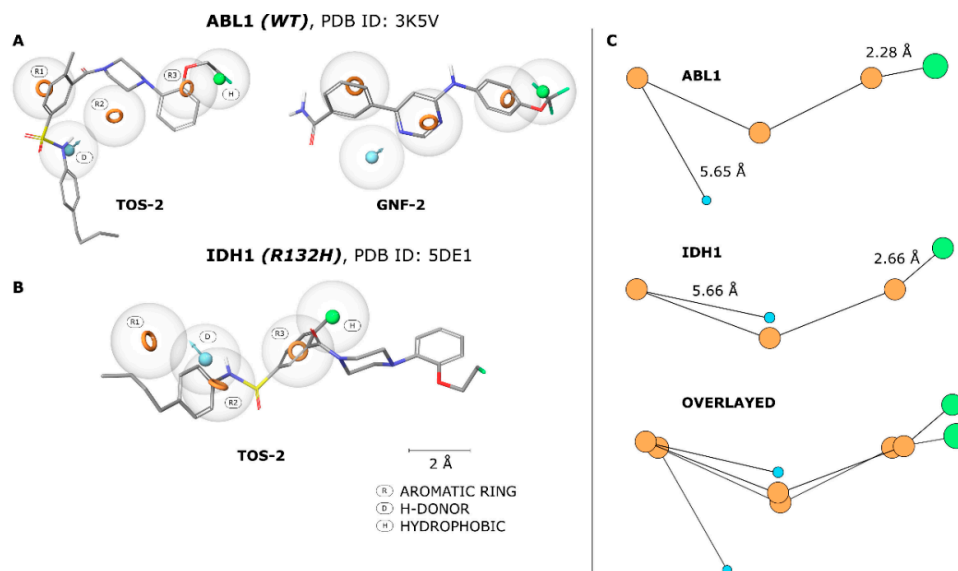 ABL1 (WT), PDB ID: 3K5V
A
R1
R2
R3
H
D
TOS-2
GNF-2
IDH1 (R132H), PDB ID: 5DE1
B
R1
D
R2
R3
H
TOS-2
2 Å
R AROMATIC RING
D H-DONOR
H HYDROPHOBIC
C
2.28 Å
ABL1
5.65 Å
IDH1
2.66 Å
5.66 Å
OVERLAYED